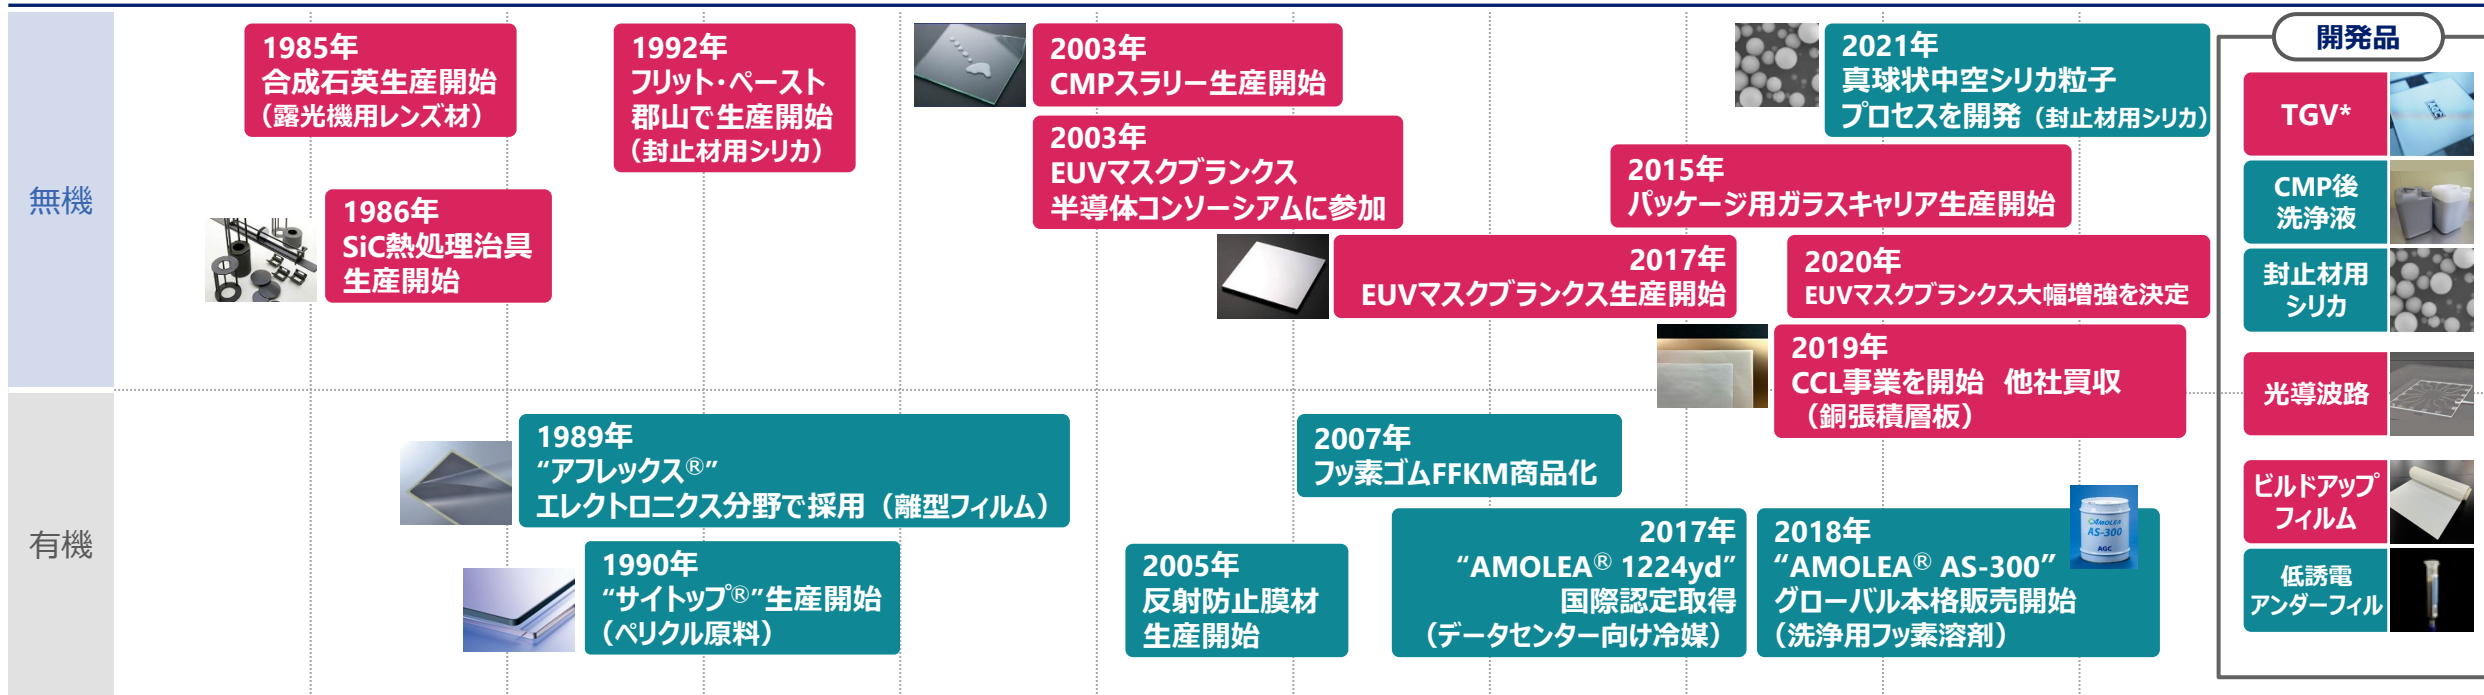 無機
1985年
合成石英生産開始
（露光機用レンズ材）
1986年
SiC熱処理治具
生産開始
1992年
フリット・ペースト
郡山で生産開始
（封止材用シリカ）
2003年
CMPスラリー生産開始
2003年
EUVマスクブランクス
半導体コンソーシアムに参加
2021年
真球状中空シリカ粒子
プロセスを開発（封止材用シリカ）
2015年
パッケージ用ガラスキャリア生産開始
2017年
EUVマスクブランクス生産開始
2020年
EUVマスクブランクス大幅増強を決定
2019年
CCL事業を開始 他社買収
（銅張積層板）
有機
1989年
“アフレックス®”
エレクトロニクス分野で採用（離型フィルム）
1990年
“サイトップ®”生産開始
（ペリクル原料）
2007年
フッ素ゴムFFKM商品化
2005年
反射防止膜材
生産開始
2017年
“AMOLEA® 1224yd”
国際認定取得
（データセンター向け冷媒）
2018年
“AMOLEA® AS-300”
グローバル本格販売開始
（洗浄用フッ素溶剤）
AMOLEA
AS-300
AGC
開発品
TGV*
CMP後
洗浄液
封止材用
シリカ
光導波路
ビルドアップ
フィルム
低誘電
アンダーフィル